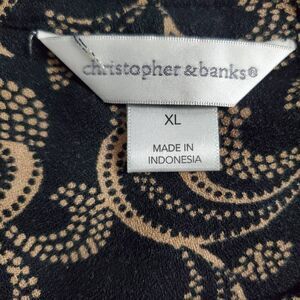 christopher & banks®
XL
MADE IN
INDONESIA